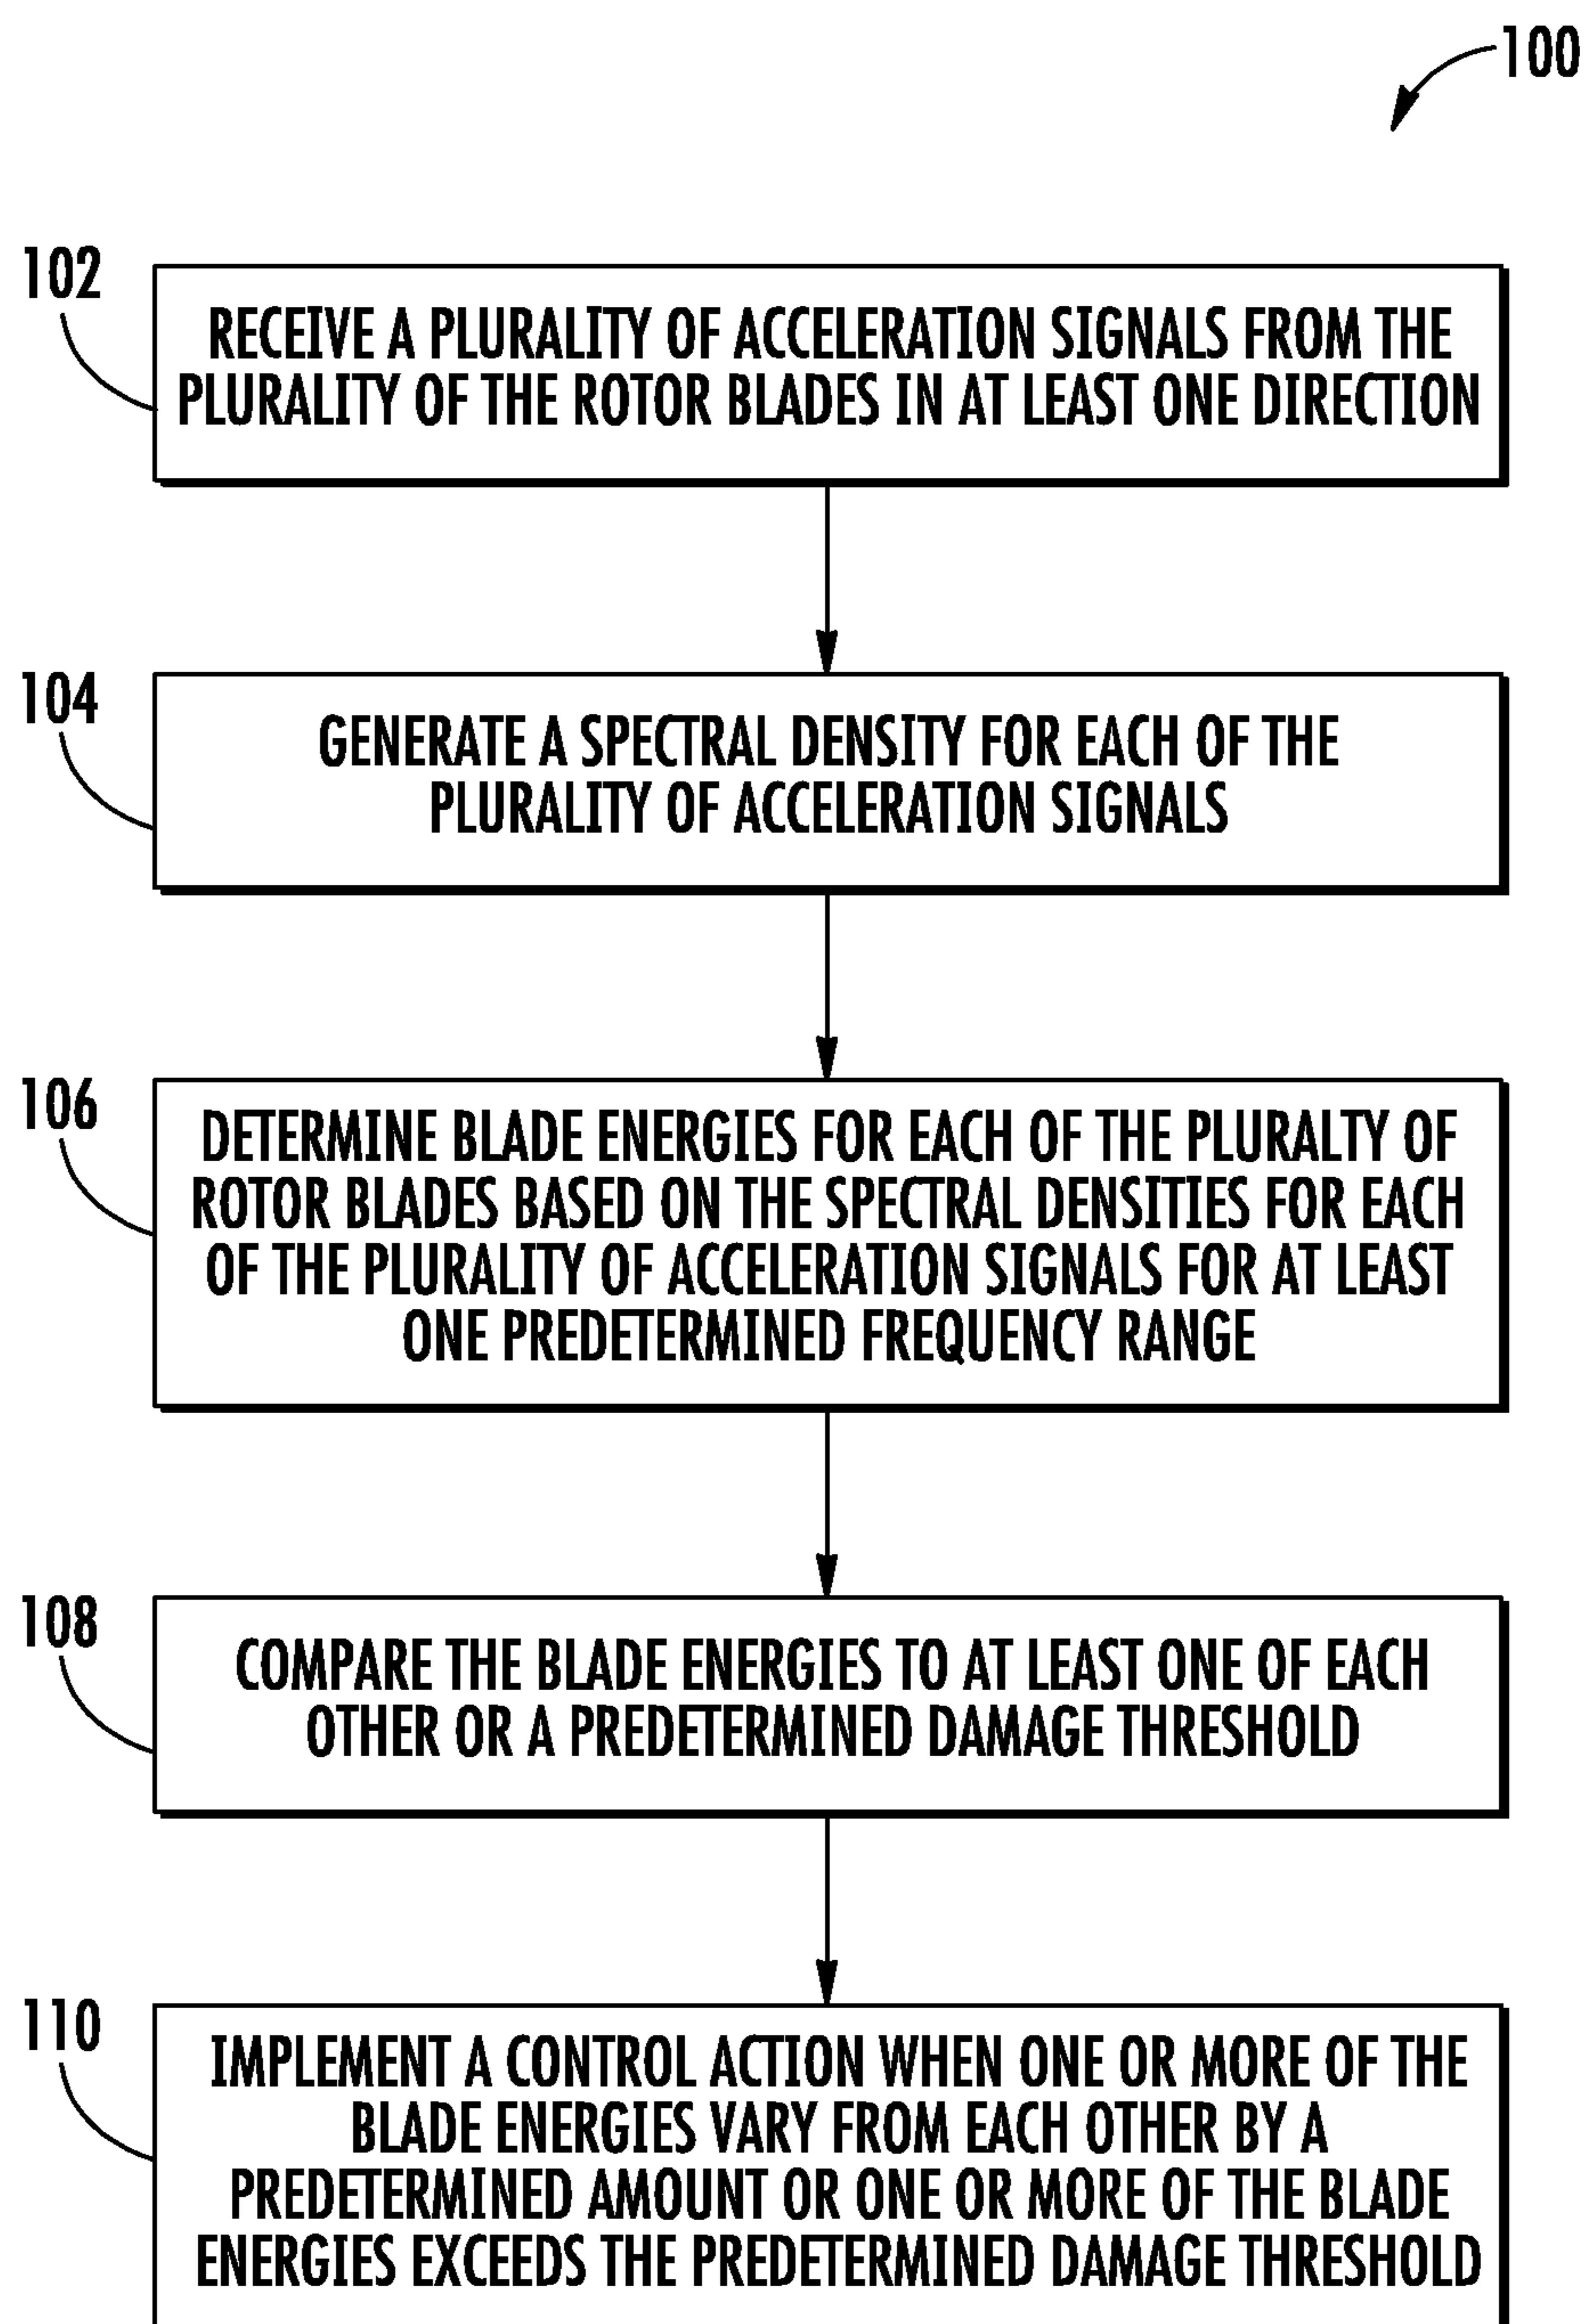 100
102
RECEIVE A PLURALITY OF ACCELERATION SIGNALS FROM THE
PLURALITY OF THE ROTOR BLADES IN AT LEAST ONE DIRECTION
104
GENERATE A SPECTRAL DENSITY FOR EACH OF THE
PLURALITY OF ACCELERATION SIGNALS
106
DETERMINE BLADE ENERGIES FOR EACH OF THE PLURALTY OF
ROTOR BLADES BASED ON THE SPECTRAL DENSITIES FOR EACH
OF THE PLURALITY OF ACCELERATION SIGNALS FOR AT LEAST
ONE PREDETERMINED FREQUENCY RANGE
108
COMPARE THE BLADE ENERGIES TO AT LEAST ONE OF EACH
OTHER OR A PREDETERMINED DAMAGE THRESHOLD
110
IMPLEMENT A CONTROL ACTION WHEN ONE OR MORE OF THE
BLADE ENERGIES VARY FROM EACH OTHER BY A
PREDETERMINED AMOUNT OR ONE OR MORE OF THE BLADE
ENERGIES EXCEEDS THE PREDETERMINED DAMAGE THRESHOLD